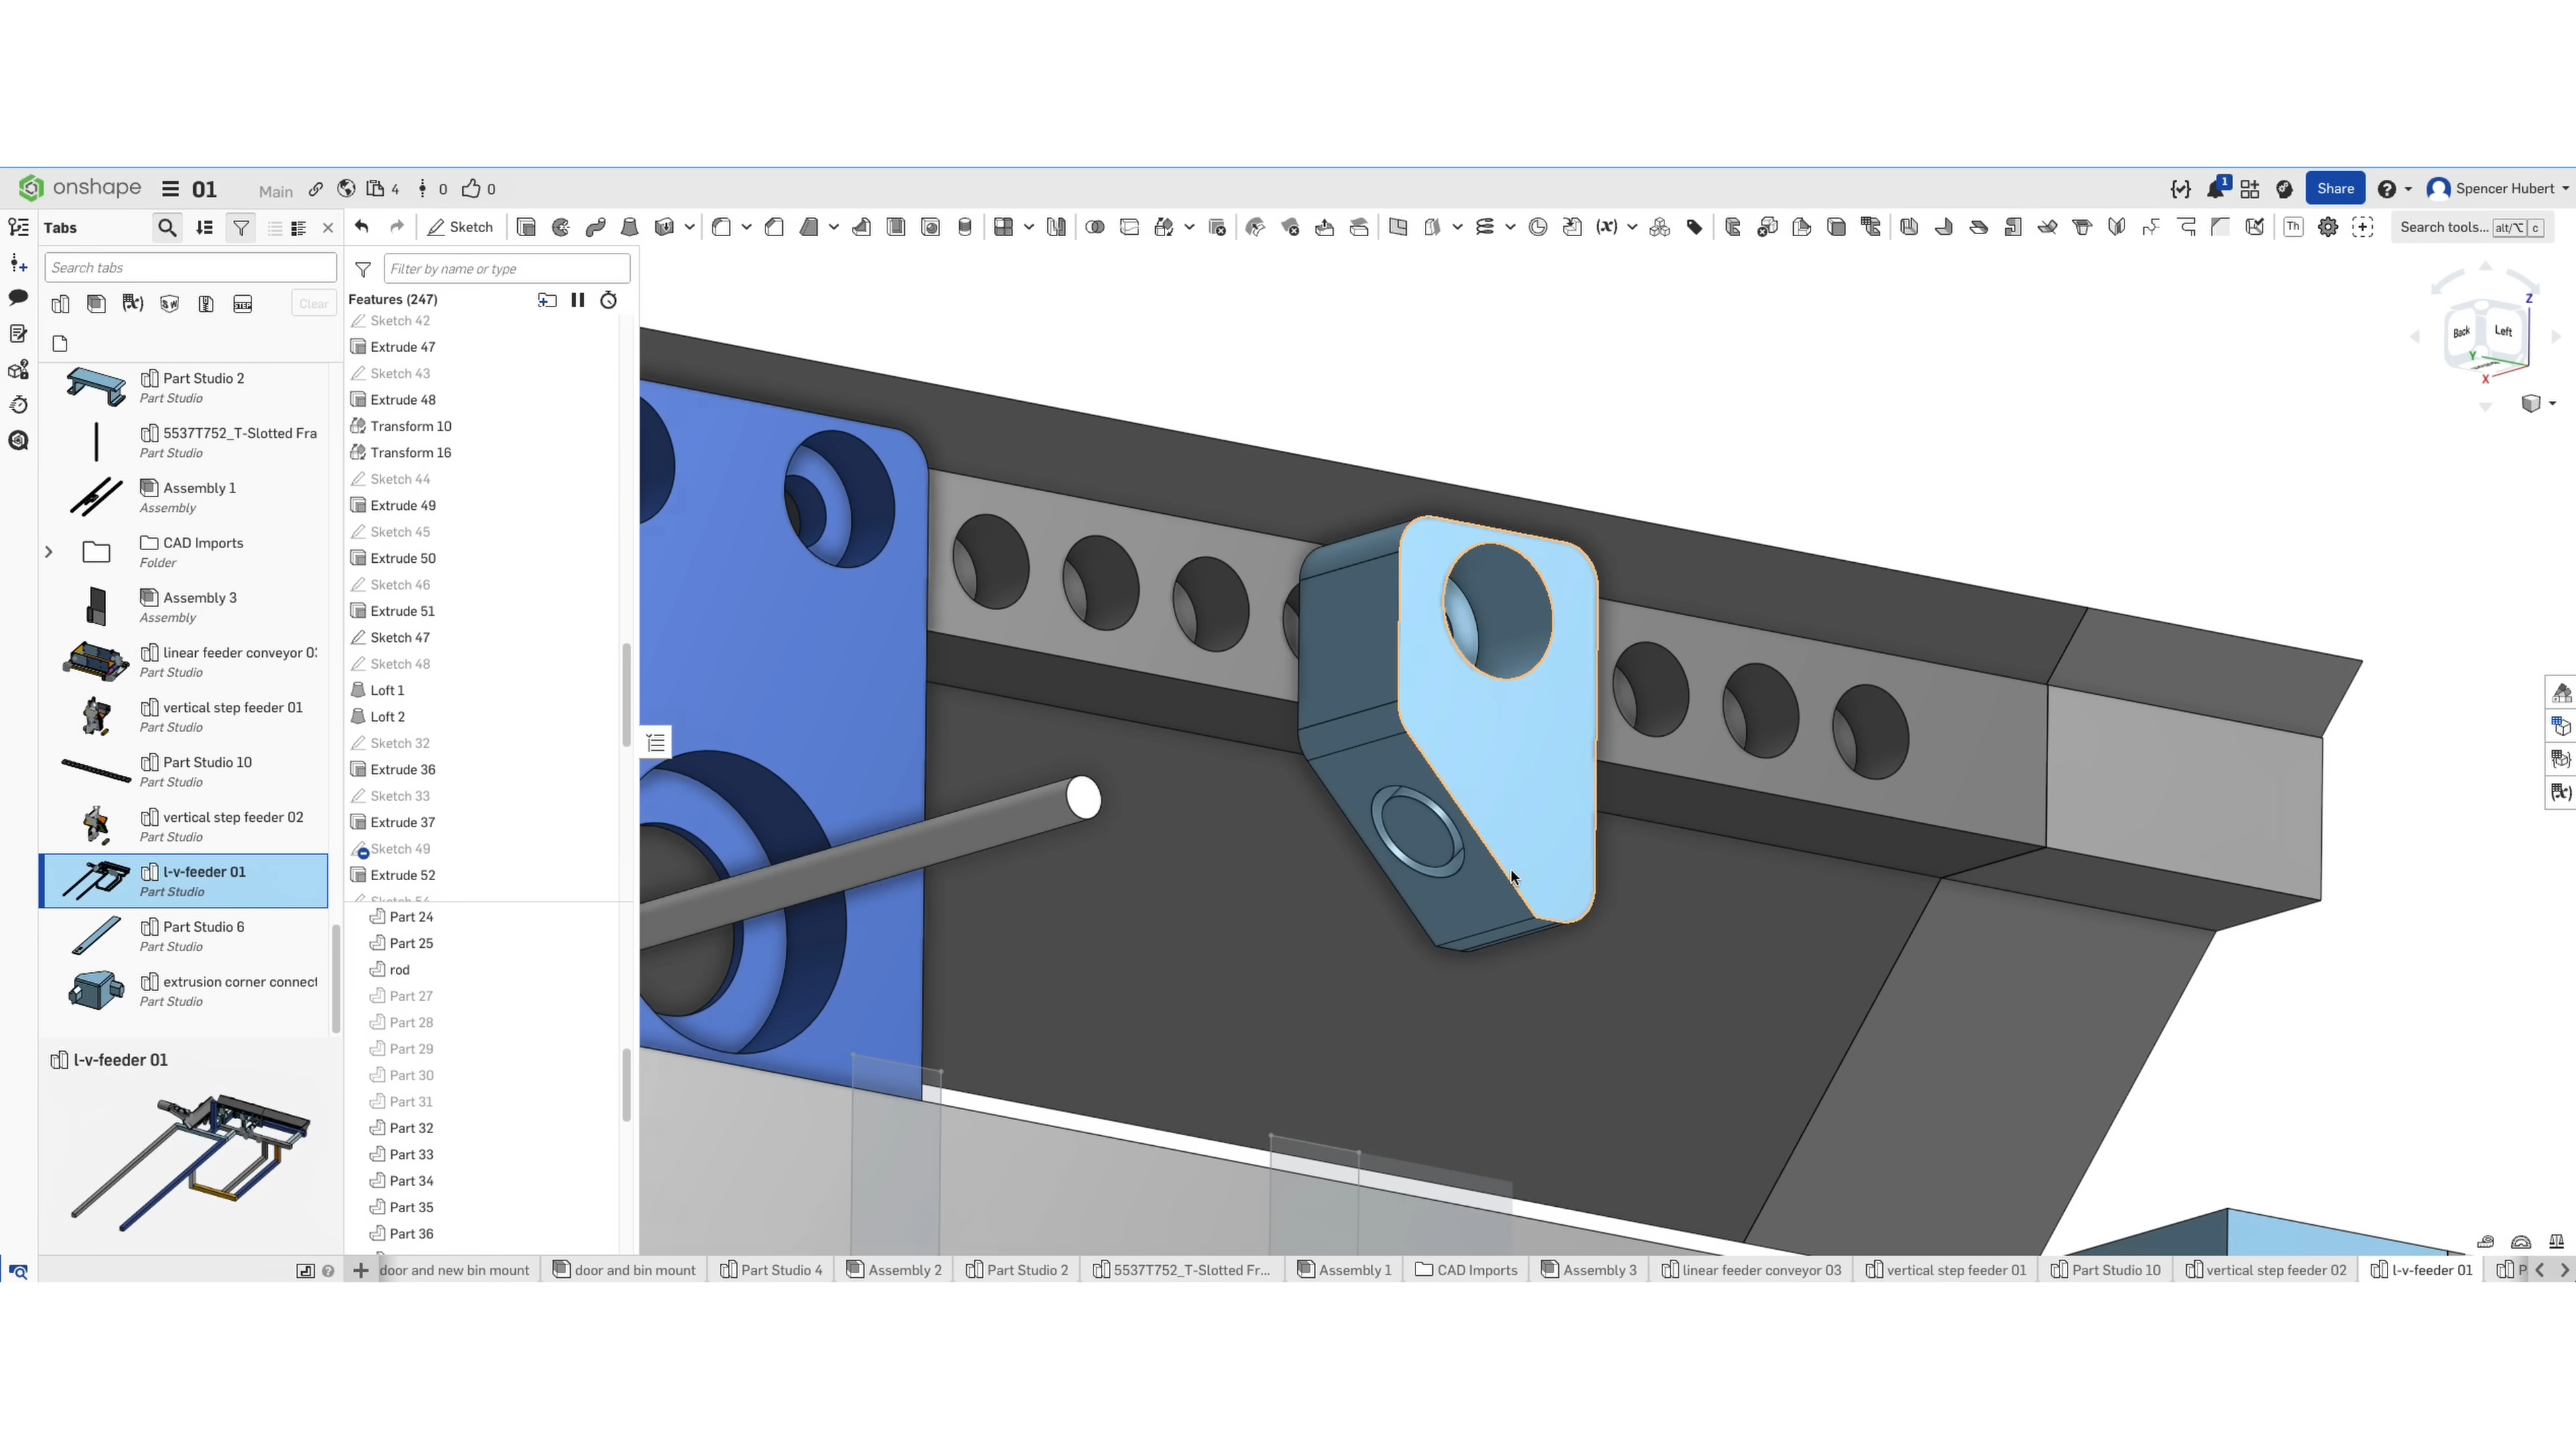 onshape
01
Main
4
0
0
1
Share
Spencer Hubert
Tabs
Sketch
Th
Search tools... alt/⌥ c
Search tabs
Clear
Filter by name or type
Features (247)
Sketch 42
Extrude 47
Sketch 43
Extrude 48
Transform 10
Transform 16
Sketch 44
Extrude 49
Sketch 45
Extrude 50
Sketch 46
Extrude 51
Sketch 47
Sketch 48
Loft 1
Loft 2
Sketch 32
Extrude 36
Sketch 33
Extrude 37
Sketch 49
Extrude 52
Part 24
Part 25
rod
Part 27
Part 28
Part 29
Part 30
Part 31
Part 32
Part 33
Part 34
Part 35
Part 36
Part Studio 2
Part Studio
5537T752_T-Slotted Fra
Part Studio
Assembly 1
Assembly
CAD Imports
Folder
Assembly 3
Assembly
linear feeder conveyor 03
Part Studio
vertical step feeder 01
Part Studio
Part Studio 10
Part Studio
vertical step feeder 02
Part Studio
l-v-feeder 01
Part Studio
Part Studio 6
Part Studio
extrusion corner connect
Part Studio
l-v-feeder 01
Z
Back
Left
Y
X
door and new bin mount
door and bin mount
Part Studio 4
Assembly 2
Part Studio 2
5537T752_T-Slotted Fr...
Assembly 1
CAD Imports
Assembly 3
linear feeder conveyor 03
vertical step feeder 01
Part Studio 10
vertical step feeder 02
l-v-feeder 01
P